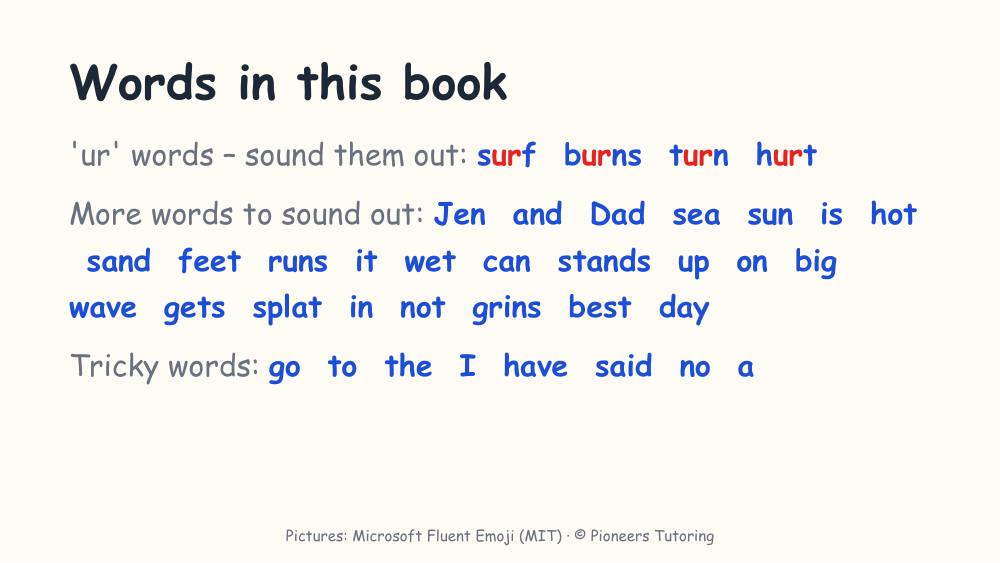 Words in this book
'ur' words – sound them out: surf burns turn hurt
More words to sound out: Jen and Dad sea sun is hot
sand feet runs it wet can stands up on big
wave gets splat in not grins best day
Tricky words: go to the I have said no a
Pictures: Microsoft Fluent Emoji (MIT) · © Pioneers Tutoring